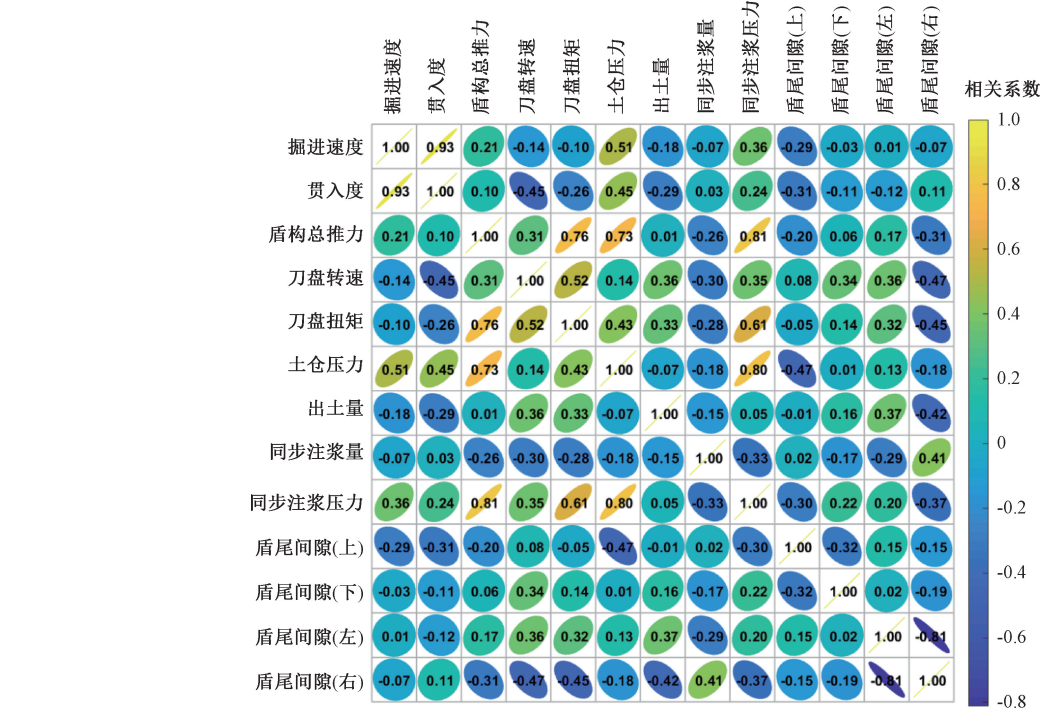 掘进速度
贯入度
盾构总推力
刀盘转速
刀盘扭矩
土仓压力
出土量
同步注浆量
同步注浆压力
盾尾问隙(上)
盾尾问隙(下)
盾尾问隙(左)
盾尾问隙(右)
相关系数
掘进速度 1.00 0.93 0.21 -0.14 -0.10 0.51 -0.18 -0.07 0.36 -0.29 -0.03 0.01 -0.07
贯入度 0.93 1.00 0.10 -0.45 -0.26 0.45 -0.29 0.03 0.24 -0.31 -0.11 -0.12 0.11
盾构总推力 0.21 0.10 1.00 0.31 0.76 0.73 0.01 -0.26 0.81 -0.20 0.06 0.17 -0.31
刀盘转速 -0.14 -0.45 0.31 1.00 0.52 0.14 0.36 -0.30 0.35 0.08 0.34 0.36 -0.47
刀盘扭矩 -0.10 -0.26 0.76 0.52 1.00 0.43 0.33 -0.28 0.61 -0.05 0.14 0.32 -0.45
土仓压力 0.51 0.45 0.73 0.14 0.43 1.00 -0.07 -0.18 0.80 -0.47 0.01 0.13 -0.18
出土量 -0.18 -0.29 0.01 0.36 0.33 -0.07 1.00 -0.15 0.05 -0.01 0.16 0.37 -0.42
同步注浆量 -0.07 0.03 -0.26 -0.30 -0.28 -0.18 -0.15 1.00 -0.33 0.02 -0.17 -0.29 0.41
同步注浆压力 0.36 0.24 0.81 0.35 0.61 0.80 0.05 -0.33 1.00 -0.30 0.22 0.20 -0.37
盾尾间隙(上) -0.29 -0.31 -0.20 0.08 -0.05 -0.47 -0.01 0.02 -0.30 1.00 -0.32 0.15 -0.15
盾尾间隙(下) -0.03 -0.11 0.06 0.34 0.14 0.01 0.16 -0.17 0.22 -0.32 1.00 0.02 -0.19
盾尾间隙(左) 0.01 -0.12 0.17 0.36 0.32 0.13 0.37 -0.29 0.20 0.15 0.02 1.00 -0.81
盾尾间隙(右) -0.07 0.11 -0.31 -0.47 -0.45 -0.18 -0.42 0.41 -0.37 -0.15 -0.19 -0.81 1.00
1.0
0.8
0.6
0.4
0.2
0
-0.2
-0.4
-0.6
-0.8